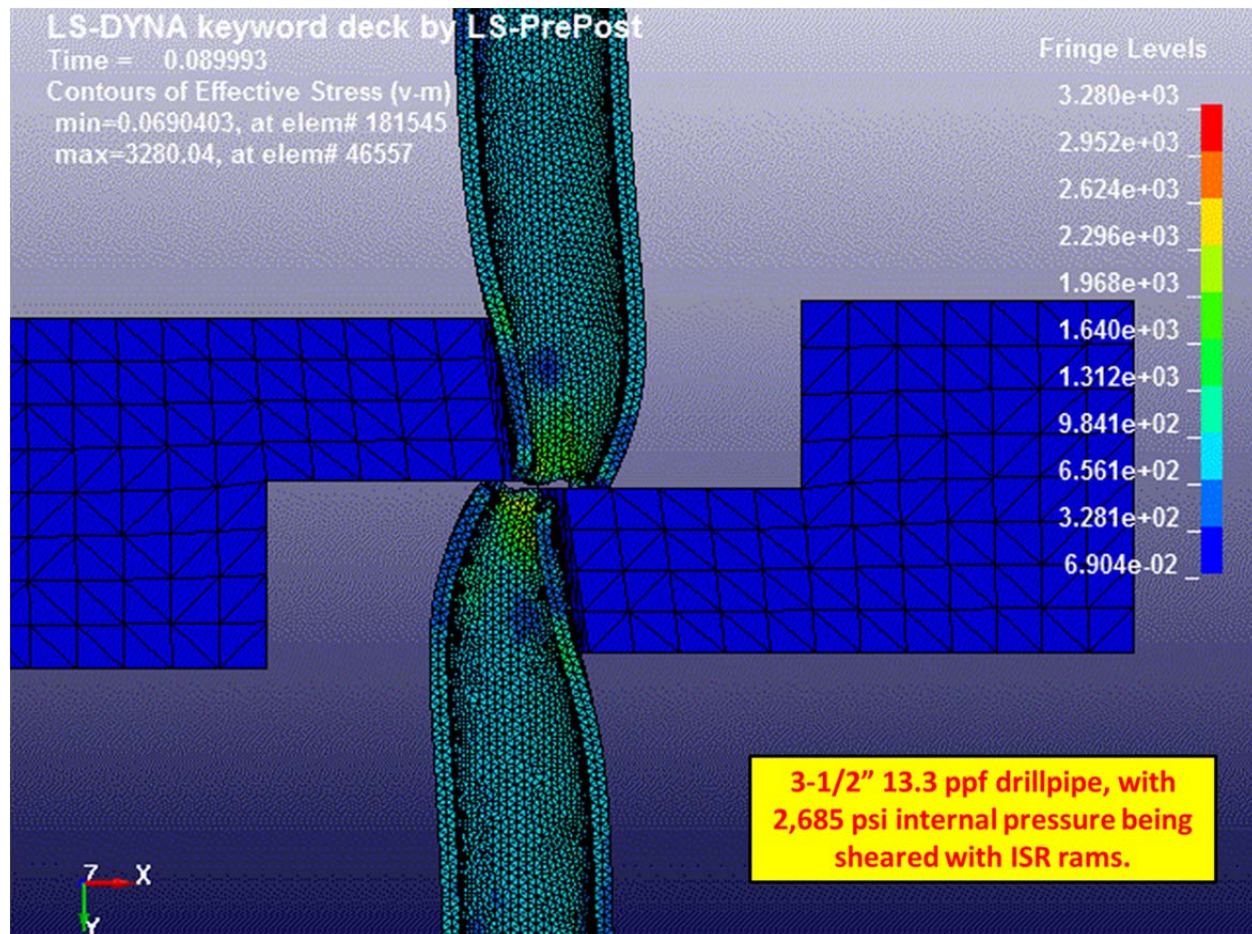 LS-DYNA keyword deck by LS-PrePost
Time =    0.089993
Contours of Effective Stress (v-m)
min=0.0690403, at elem# 181545
max=3280.04, at elem# 46557
Fringe Levels
3.280e+03
2.952e+03
2.624e+03
2.296e+03
1.968e+03
1.640e+03
1.312e+03
9.841e+02
6.561e+02
3.281e+02
6.904e-02
3-1/2” 13.3 ppf drillpipe, with
2,685 psi internal pressure being
sheared with ISR rams.
Z X
Y